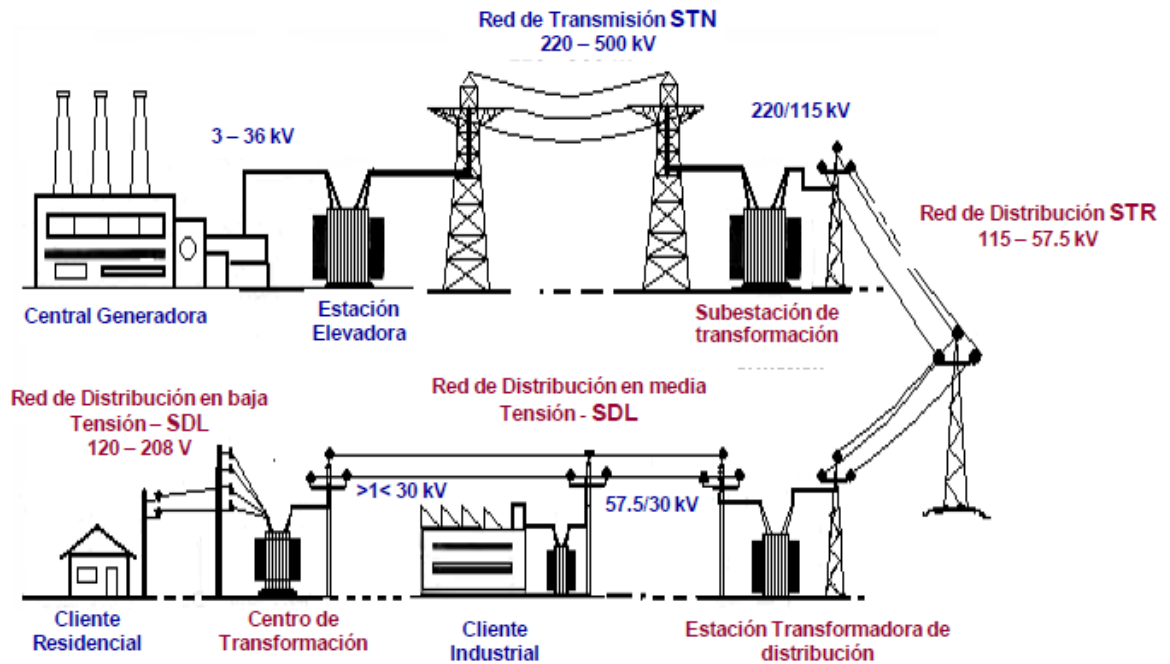 Red de Transmisión STN
220 – 500 kV
3 – 36 kV
220/115 kV
Red de Distribución STR
115 – 57.5 kV
Central Generadora
Estación
Elevadora
Subestación de
transformación
Red de Distribución en baja
Tensión – SDL
120 – 208 V
Red de Distribución en media
Tensión - SDL
>1< 30 kV
57.5/30 kV
Cliente
Residencial
Centro de
Transformación
Cliente
Industrial
Estación Transformadora de
distribución